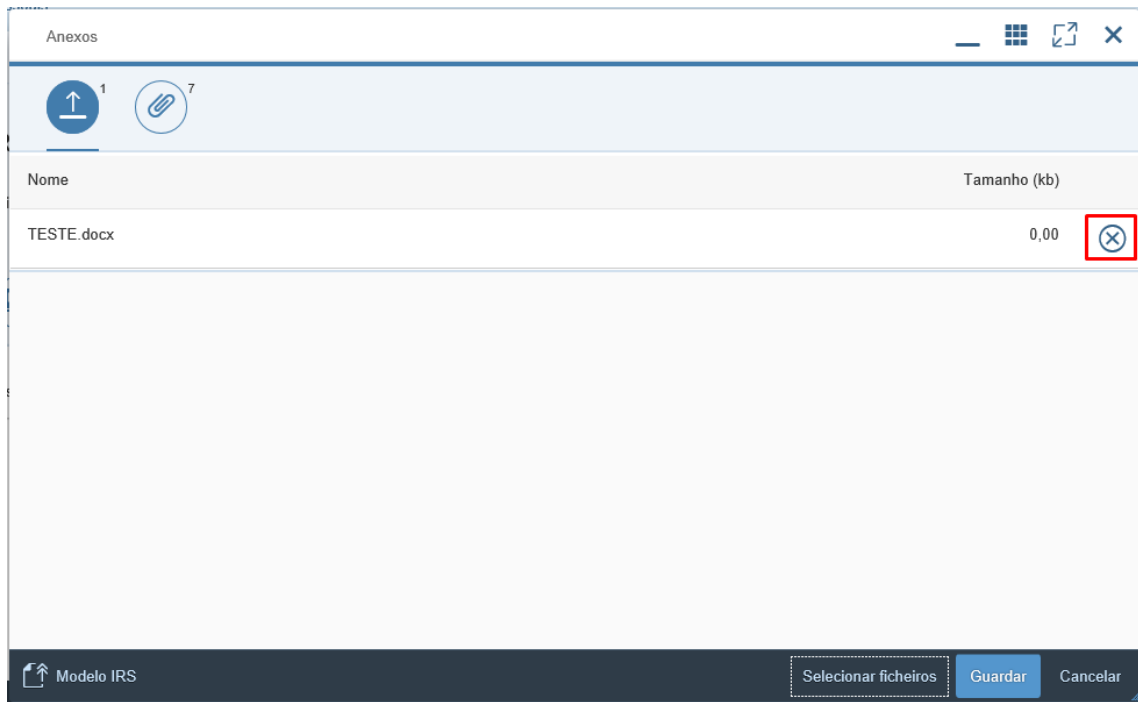 Anexos
1
7
Nome Tamanho (kb)
TESTE.docx 0,00
Modelo IRS Selecionar ficheiros Guardar Cancelar